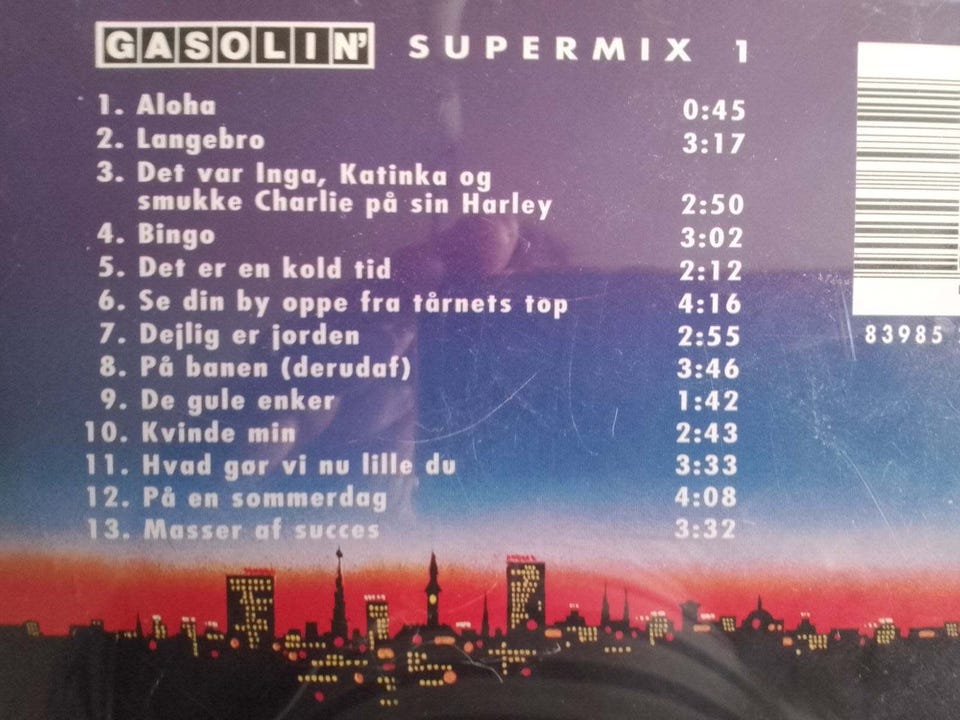 GASOLIN' SUPERMIX 1
1. Aloha 0:45
2. Langebro 3:17
3. Det var Inga, Katinka og
smukke Charlie på sin Harley 2:50
4. Bingo 3:02
5. Det er en kold tid 2:12
6. Se din by oppe fra tårnets top 4:16
7. Dejlig er jorden 2:55
8. På banen (derudaf) 3:46
9. De gule enker 1:42
10. Kvinde min 2:43
11. Hvad gør vi nu lille du 3:33
12. På en sommerdag 4:08
13. Masser af succes 3:32
83985